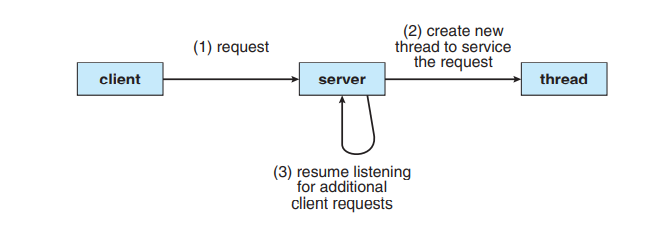 (1) request
(2) create new
thread to service
the request
client
server
thread
(3) resume listening
for additional
client requests